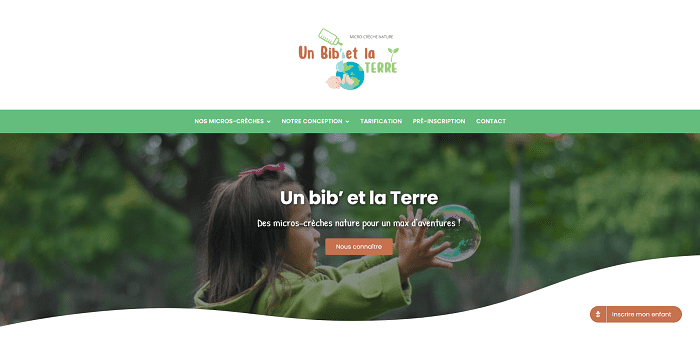 MICRO-CRÈCHE NATURE
Un Bib' et la
TERRE
NOS MICROS-CRÈCHES NOTRE CONCEPTION TARIFICATION PRÉ-INSCRIPTION CONTACT
Un bib’ et la Terre
Des micros-crèches nature pour un max d'aventures !
Nous connaître
Inscrire mon enfant